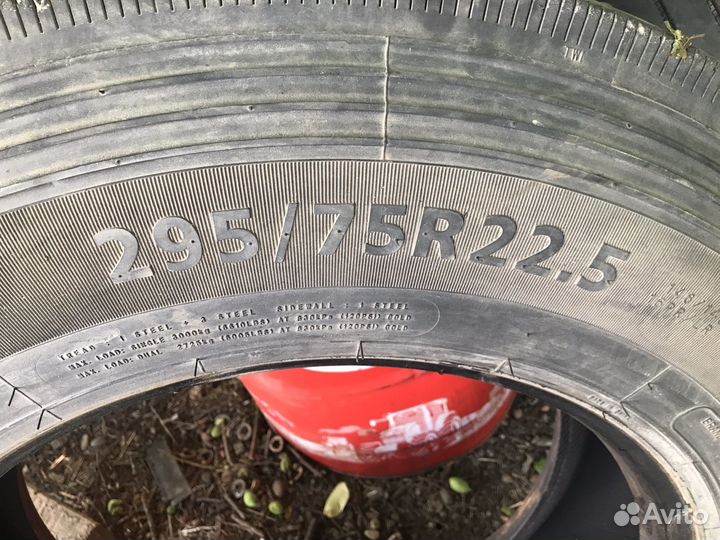 TW
295/75R22.5
TREAD : 1 STEEL + 3 STEEL SIDEWALL : 1 STEEL
MAX. LOAD: SINGLE 3000kg (6610LBS) AT 830kPa (120PSI) COLD
MAX. LOAD: DUAL 2725kg (6005LBS) AT 830kPa (120PSI) COLD
Avito